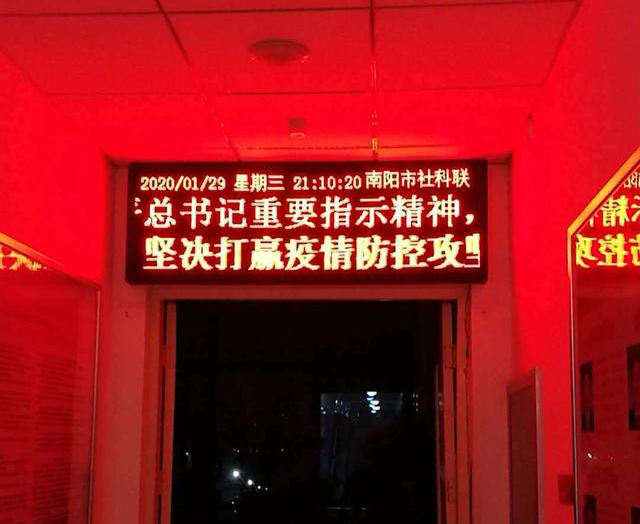 2020/01/29 星期三 21:10:20 南阳市社科联
总书记重要指示精神，
坚决打赢疫情防控攻